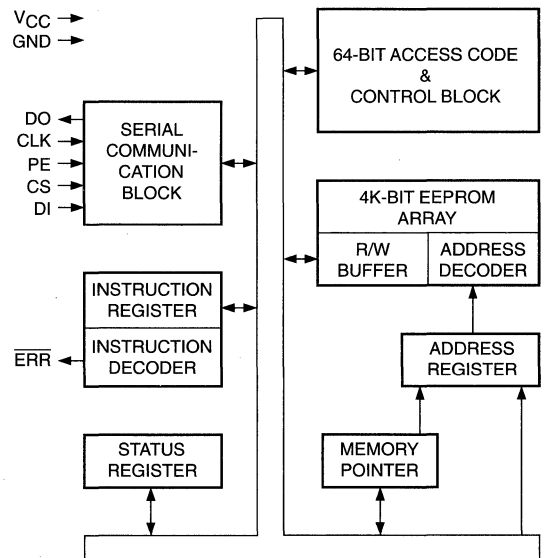 VCC
GND
DO
CLK
PE
CS
DI
SERIAL
COMMUNI-
CATION
BLOCK
INSTRUCTION
REGISTER
INSTRUCTION
DECODER
ERR
STATUS
REGISTER
64-BIT ACCESS CODE
&
CONTROL BLOCK
4K-BIT EEPROM
ARRAY
R/W
BUFFER
ADDRESS
DECODER
ADDRESS
REGISTER
MEMORY
POINTER